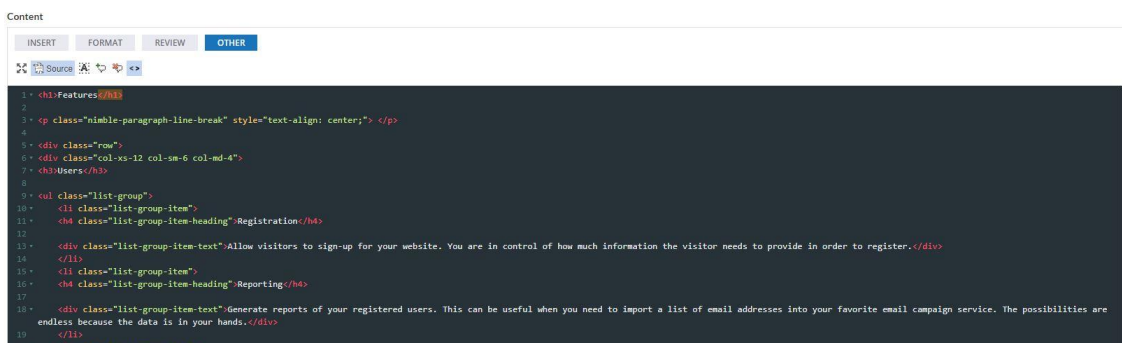 Content
INSERT FORMAT REVIEW OTHER
Source
1 <h1>Features</h1>
2
3 <p class="nimble-paragraph-line-break" style="text-align: center;"> </p>
4
5 <div class="row">
6 <div class="col-xs-12 col-sm-6 col-md-4">
7 <h3>Users</h3>
8
9 <ul class="list-group">
10 <li class="list-group-item">
11 <h4 class="list-group-item-heading">Registration</h4>
12
13 <div class="list-group-item-text">Allow visitors to sign-up for your website. You are in control of how much information the visitor needs to provide in order to register.</div>
14 </li>
15 <li class="list-group-item">
16 <h4 class="list-group-item-heading">Reporting</h4>
17
18 <div class="list-group-item-text">Generate reports of your registered users. This can be useful when you need to import a list of email addresses into your favorite email campaign service. The possibilities are
endless because the data is in your hands.</div>
19 </li>